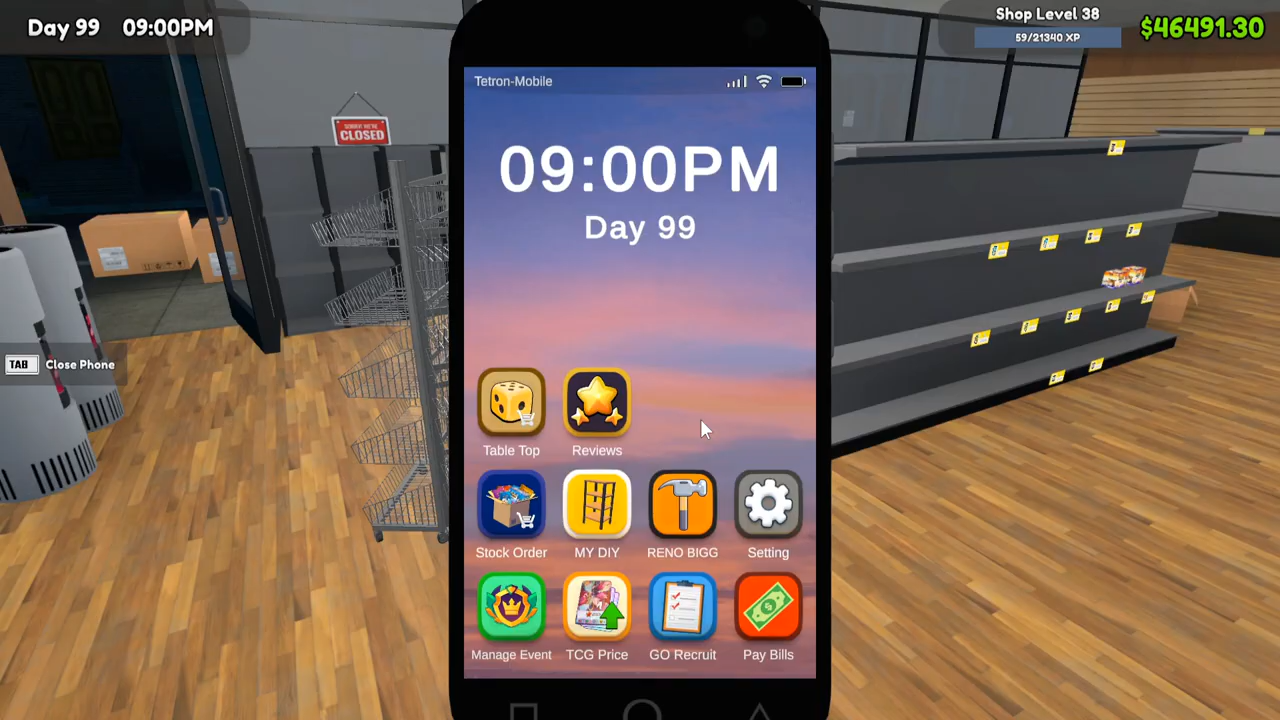 Day 99 09:00PM
Shop Level 38
59/21340 XP
$46491.30
Tetron-Mobile
09:00PM
Day 99
CLOSED
TAB Close Phone
Table Top
Reviews
Stock Order
MY DIY
RENO BIGG
Setting
Manage Event
TCG Price
GO Recruit
Pay Bills